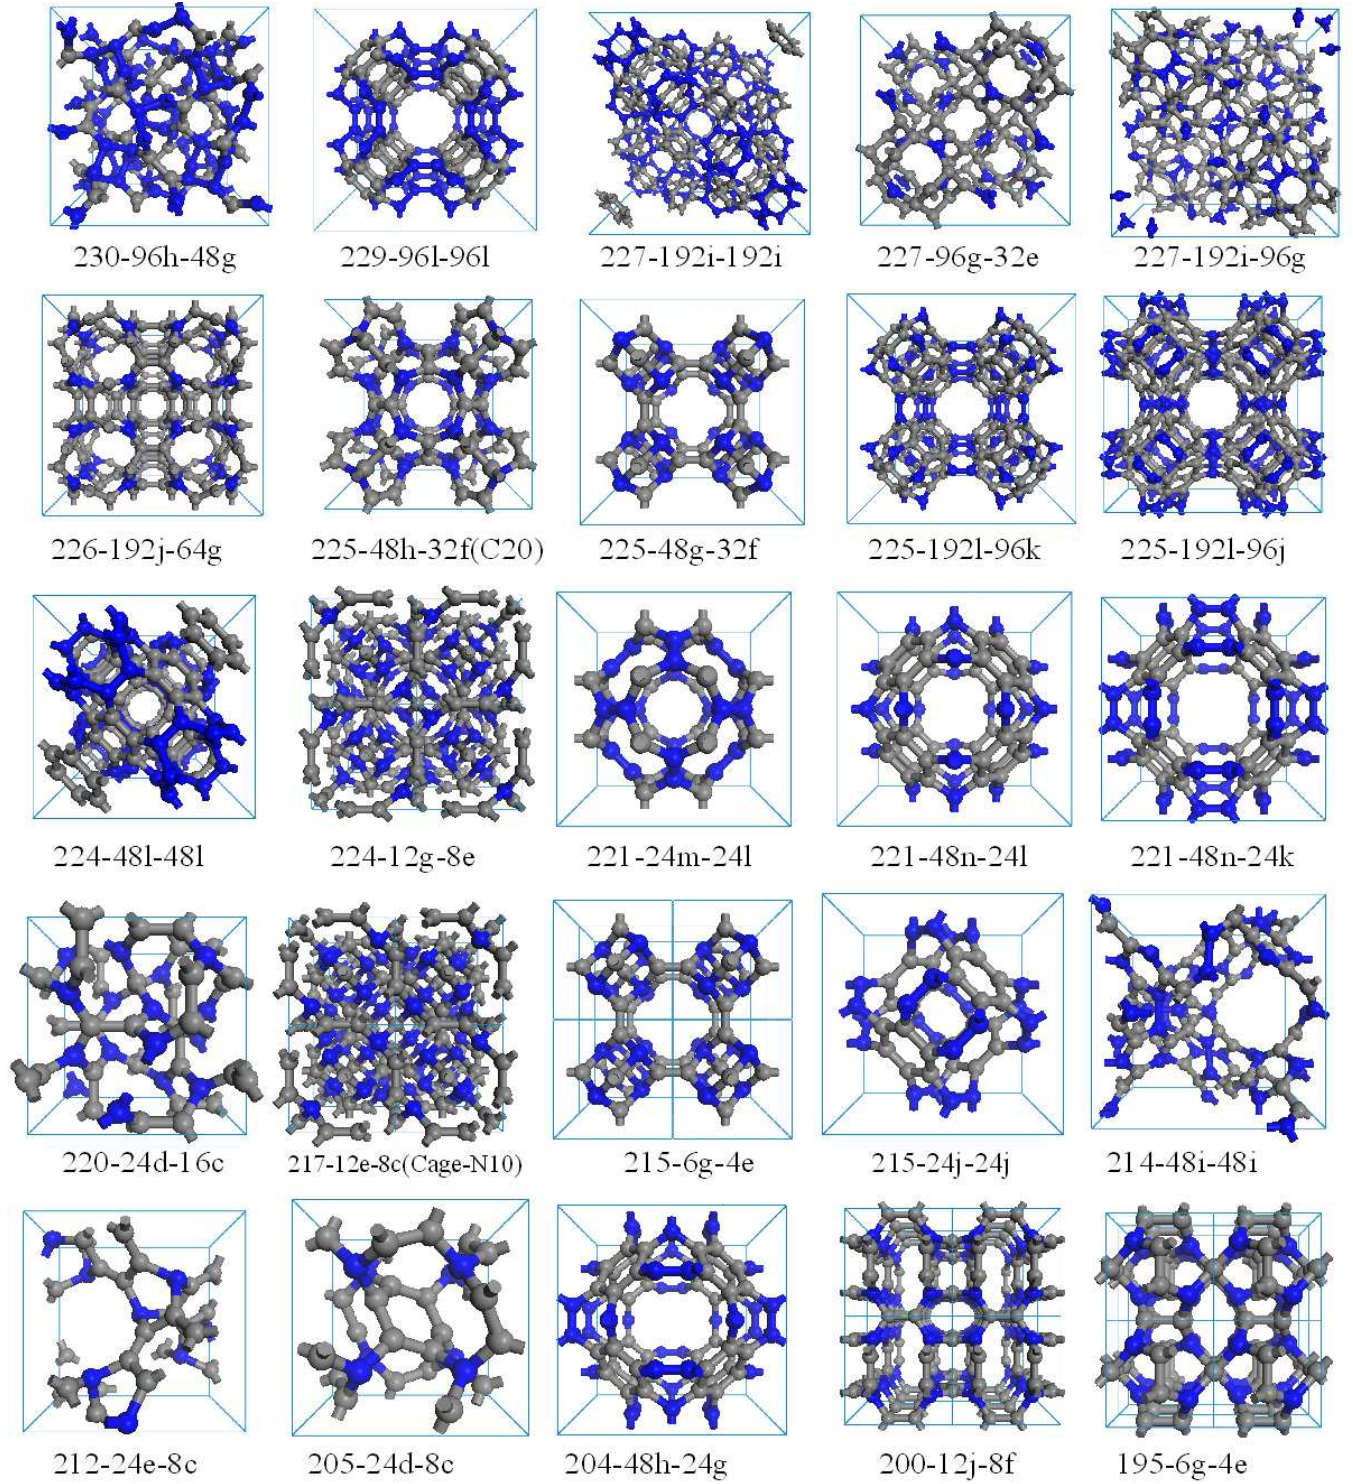 230-96h-48g 229-96l-96l 227-192i-192i 227-96g-32e 227-192i-96g
226-192j-64g 225-48h-32f(C20) 225-48g-32f 225-192l-96k 225-192l-96j
224-48l-48l 224-12g-8e 221-24m-24l 221-48n-24l 221-48n-24k
220-24d-16c 217-12e-8c(Cage-N10) 215-6g-4e 215-24j-24j 214-48i-48i
212-24e-8c 205-24d-8c 204-48h-24g 200-12j-8f 195-6g-4e